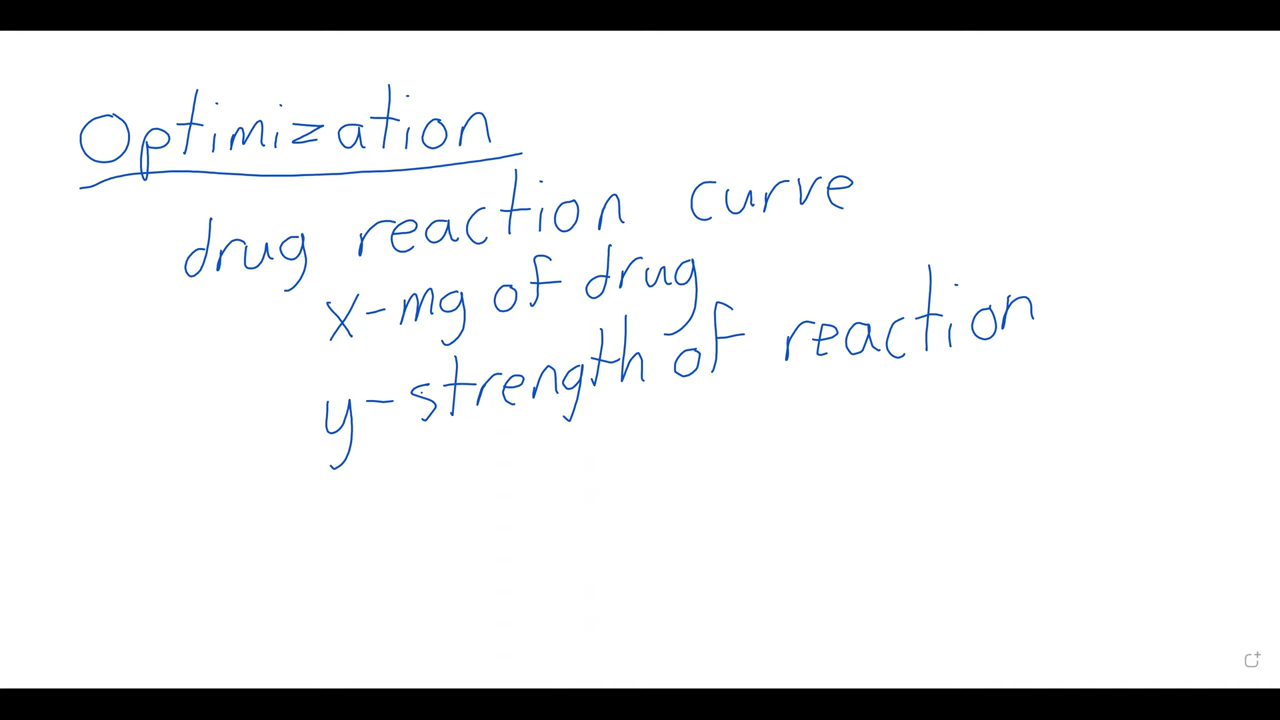 Optimization
drug reaction curve
x-mg of drug
y-strength of reaction